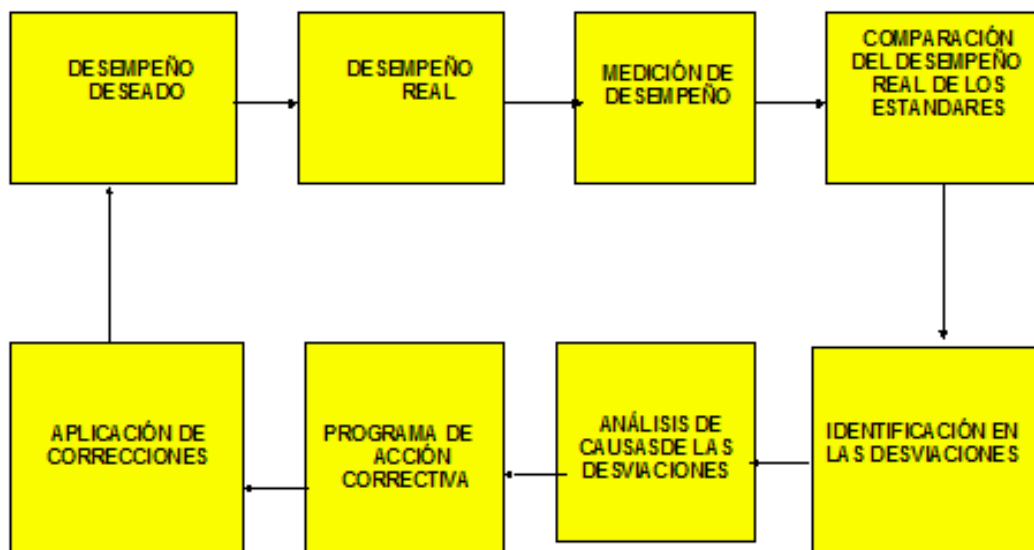 DESEMPEÑO
DESEADO
DESEMPEÑO
REAL
MEDICIÓN DE
DESEMPEÑO
COMPARACIÓN
DEL DESEMPEÑO
REAL DE LOS
ESTANDARES
APLICACIÓN DE
CORRECCIONES
PROGRAMA DE
ACCIÓN
CORRECTIVA
ANÁLISIS DE
CAUSASDE LAS
DESVIACIONES
IDENTIFICACIÓN EN
LAS DESVIACIONES